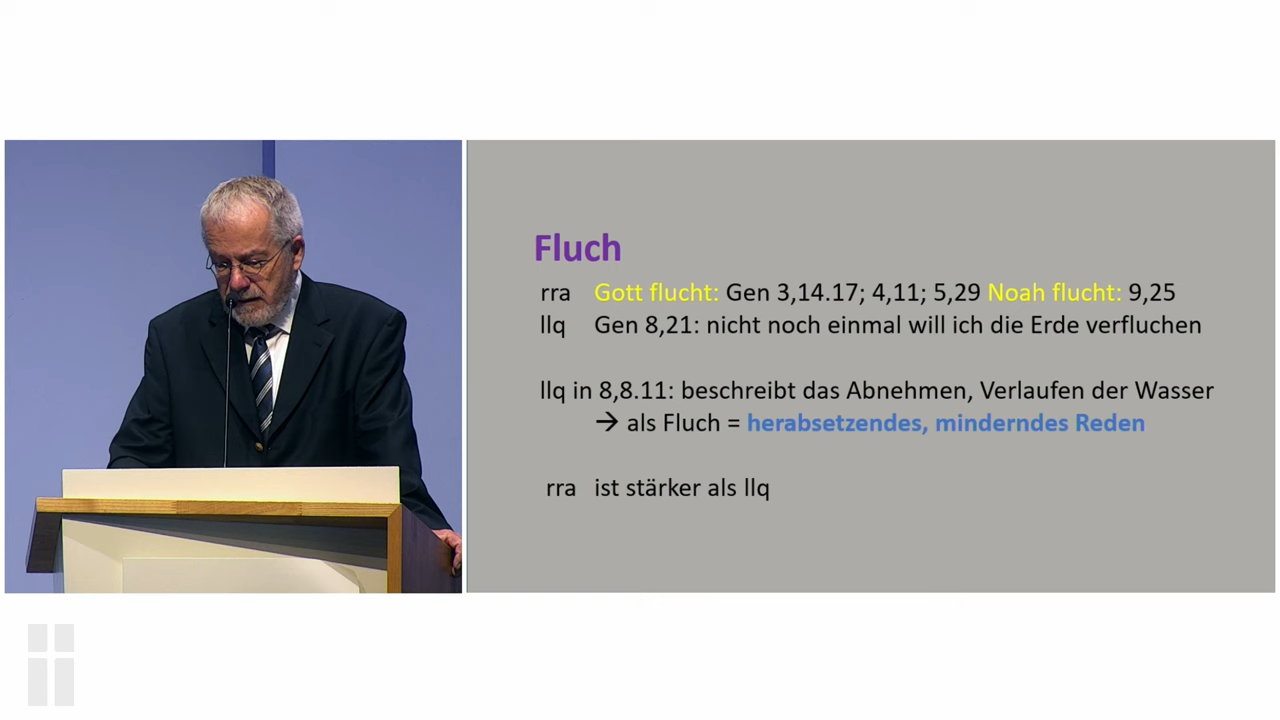 Fluch
rra Gott flucht: Gen 3,14.17; 4,11; 5,29 Noah flucht: 9,25
llq Gen 8,21: nicht noch einmal will ich die Erde verfluchen
llq in 8,8.11: beschreibt das Abnehmen, Verlaufen der Wasser
→ als Fluch = herabsetzendes, minderndes Reden
rra ist stärker als llq